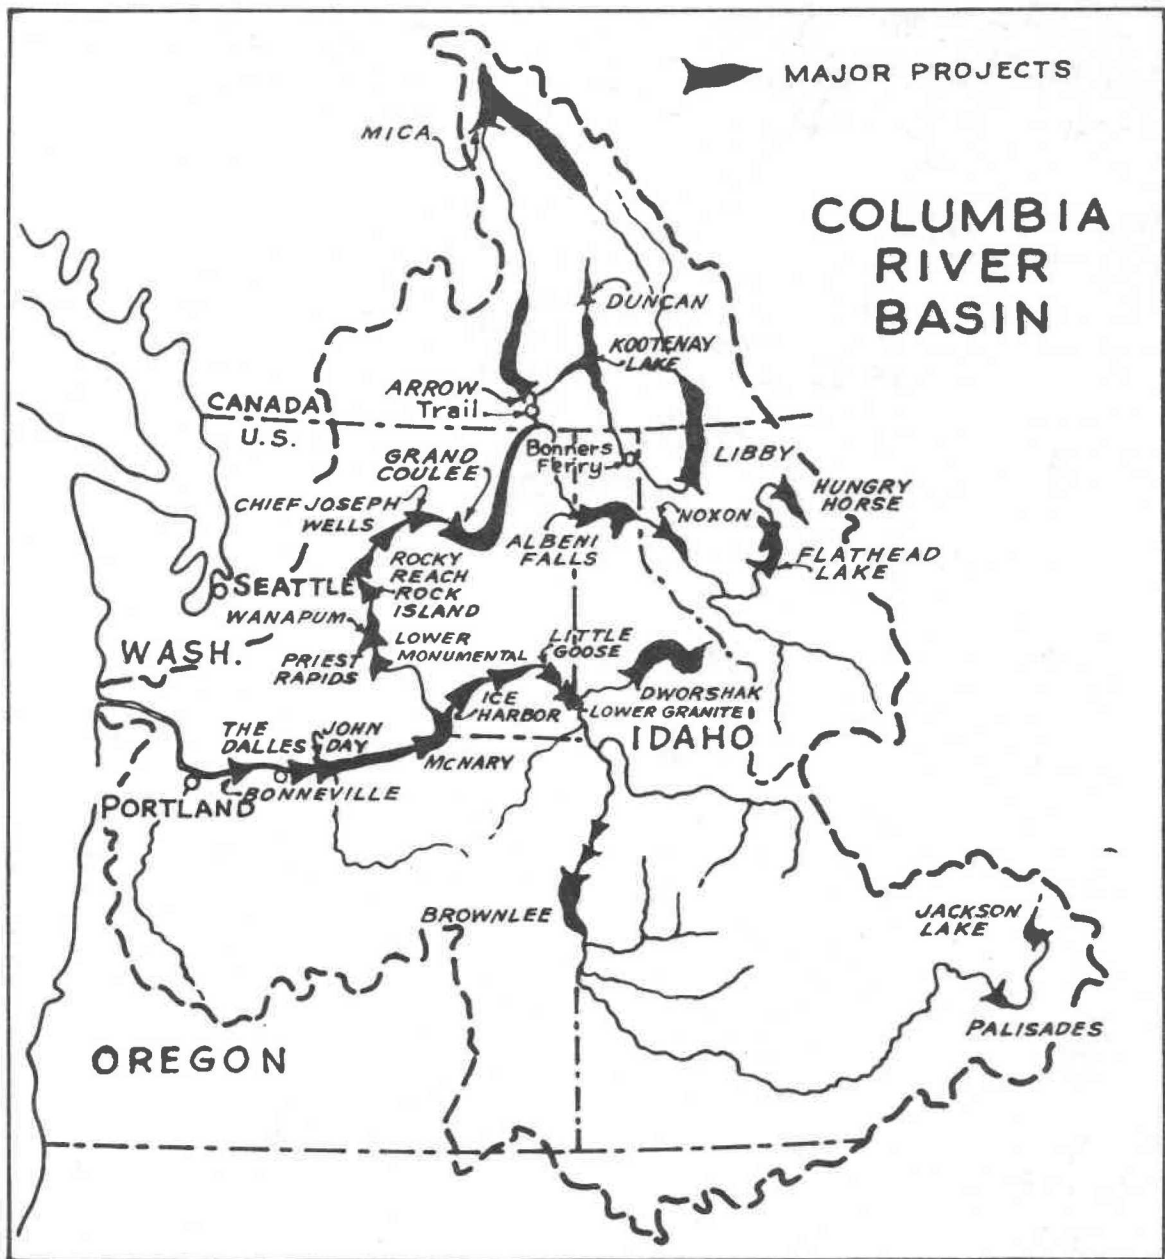 MAJOR PROJECTS
COLUMBIA
RIVER
BASIN
MICA
DUNCAN
KOOTENAY
LAKE
ARROW
Trail
CANADA
U.S.
Bonners
Ferry
LIBBY
GRAND
COULEE
CHIEF JOSEPH
WELLS
HUNGRY
HORSE
NOXON
ALBENI
FALLS
FLATHEAD
LAKE
ROCKY
REACH
ROCK
ISLAND
SEATTLE
WANAPUM
WASH.
LOWER
MONUMENTAL
LITTLE
GOOSE
PRIEST
RAPIDS
ICE
HARBOR
DWORSHAK
LOWER GRANITE
IDAHO
THE
DALLES
JOHN
DAY
MCNARY
BONNEVILLE
PORTLAND
BROWNLEE
JACKSON
LAKE
PALISADES
OREGON